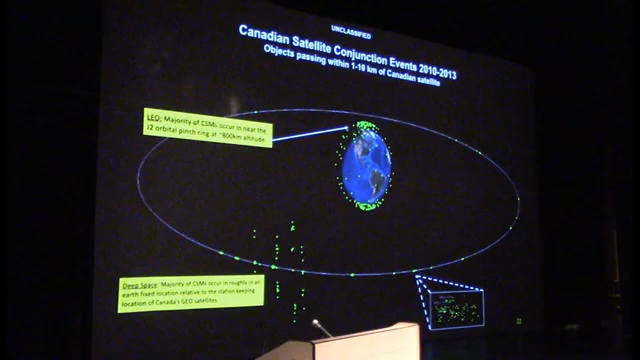 UNCLASSIFIED
Canadian Satellite Conjunction Events 2010-2013
Objects passing within 1-10 km of Canadian satellite
LEO: Majority of CSMs occur in near the
J2 orbital pinch ring at ~800km altitude
Deep Space: Majority of CSMs occur in roughly in an
earth fixed location relative to the station keeping
location of Canada's GEO satellites